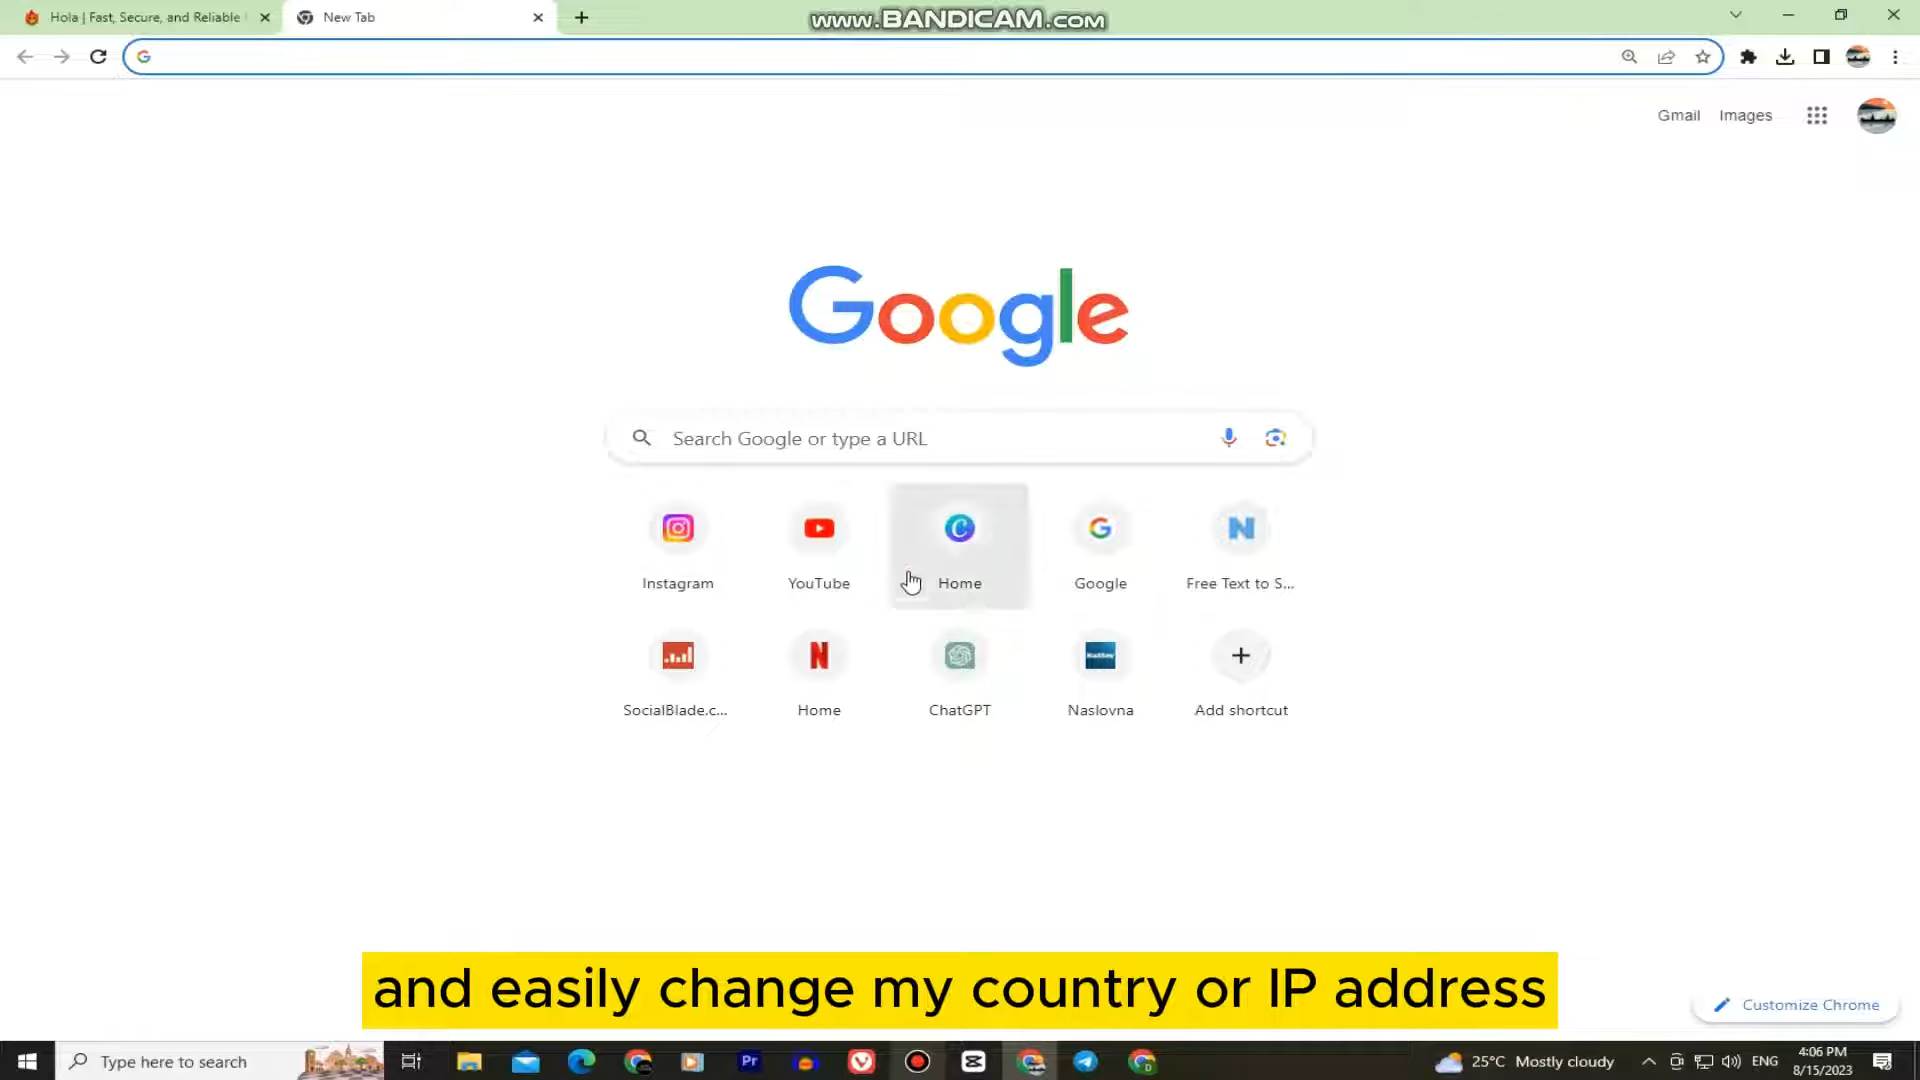 Hola | Fast, Secure, and Reliable
New Tab
www.BANDICAM.com
Gmail
Images
Google
Search Google or type a URL
Instagram
YouTube
Home
Google
Free Text to S...
SocialBlade.c...
Home
ChatGPT
Naslovna
Add shortcut
and easily change my country or IP address
Customize Chrome
Type here to search
Pr
25°C Mostly cloudy
ENG
4:06 PM
8/15/2023